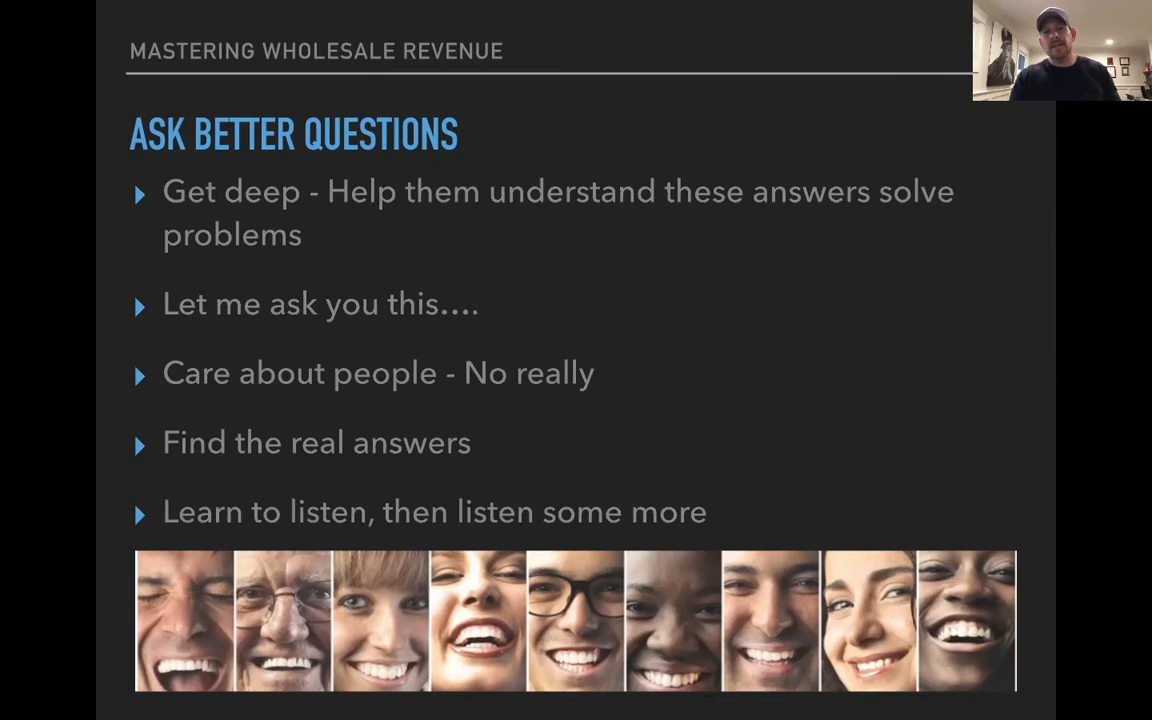 MASTERING WHOLESALE REVENUE
ASK BETTER QUESTIONS
Get deep - Help them understand these answers solve
problems
Let me ask you this....
Care about people - No really
Find the real answers
Learn to listen, then listen some more